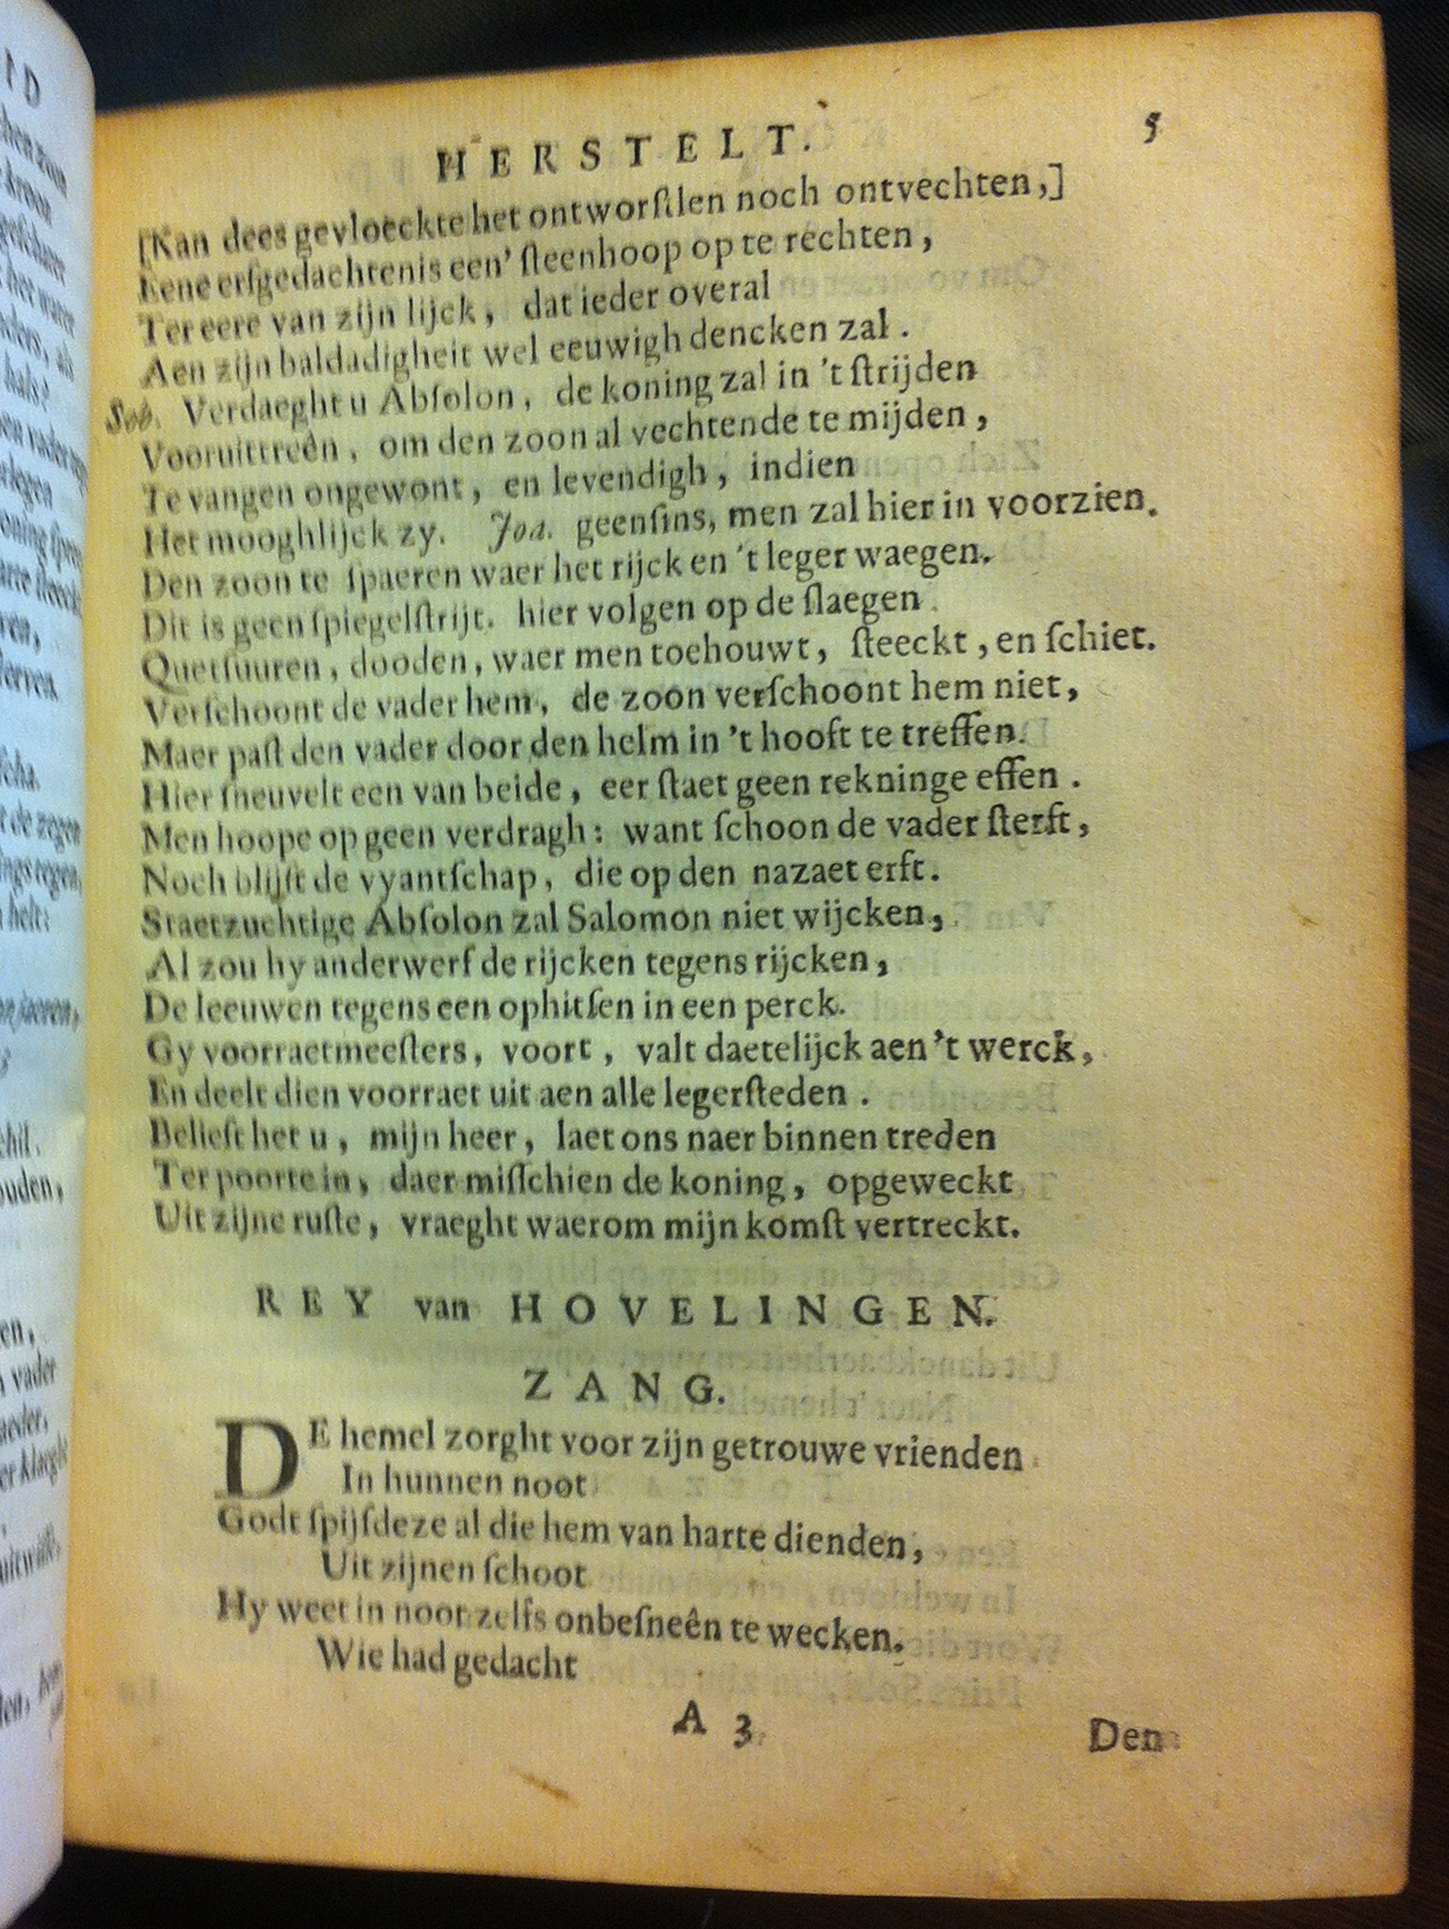 HERSTELT. 5
[Kan dees gevloeckte het ontworſtlen noch ontvechten,]
Eene erfgedachtenis een' ſteenhoop op te rechten,
Ter eere van zijn lijck, dat ieder overal
Aen zijn baldadigheit wel eeuwigh dencken zal.
Sob. Verdaeght u Abſolon, de koning zal in 't ſtrijden
Vooruittreên, om den zoon al vechtende te mijden,
Te vangen ongewont, en levendigh, indien
Het mooghlijck zy. Joa. geenſins, men zal hier in voorzien.
Den zoon te ſpaeren waer het rijck en 't leger waegen.
Dit is geen ſpiegelſtrijt. hier volgen op de ſlaegen
Quetſuuren, dooden, waer men toehouwt, ſteeckt, en ſchiet.
Verſchoont de vader hem, de zoon verſchoont hem niet,
Maer paſt den vader door den helm in 't hooft te treffen.
Hier ſneuvelt een van beide, eer ſtaet geen rekninge effen.
Men hoope op geen verdragh: want ſchoon de vader ſterft,
Noch blijft de vyantſchap, die op den nazaet erft.
Staetzuchtige Abſolon zal Salomon niet wijcken,
Al zou hy anderwerf de rijcken tegens rijcken,
De leeuwen tegens een ophitſen in een perck.
Gy voorraetmeeſters, voort, valt daetelijck aen 't werck,
En deelt dien voorraet uit aen alle legerſteden.
Belieft het u, mijn heer, laet ons naer binnen treden
Ter poorte in, daer miſſchien de koning, opgeweckt
Uit zijne ruſte, vraeght waerom mijn komſt vertreckt.
REY van HOVELINGEN.
ZANG.
DE hemel zorght voor zijn getrouwe vrienden
In hunnen noot
Godt ſpijſdeze al die hem van harte dienden,
Uit zijnen ſchoot
Hy weet in noot zelfs onbeſneên te wecken.
Wie had gedacht
A 3 Den